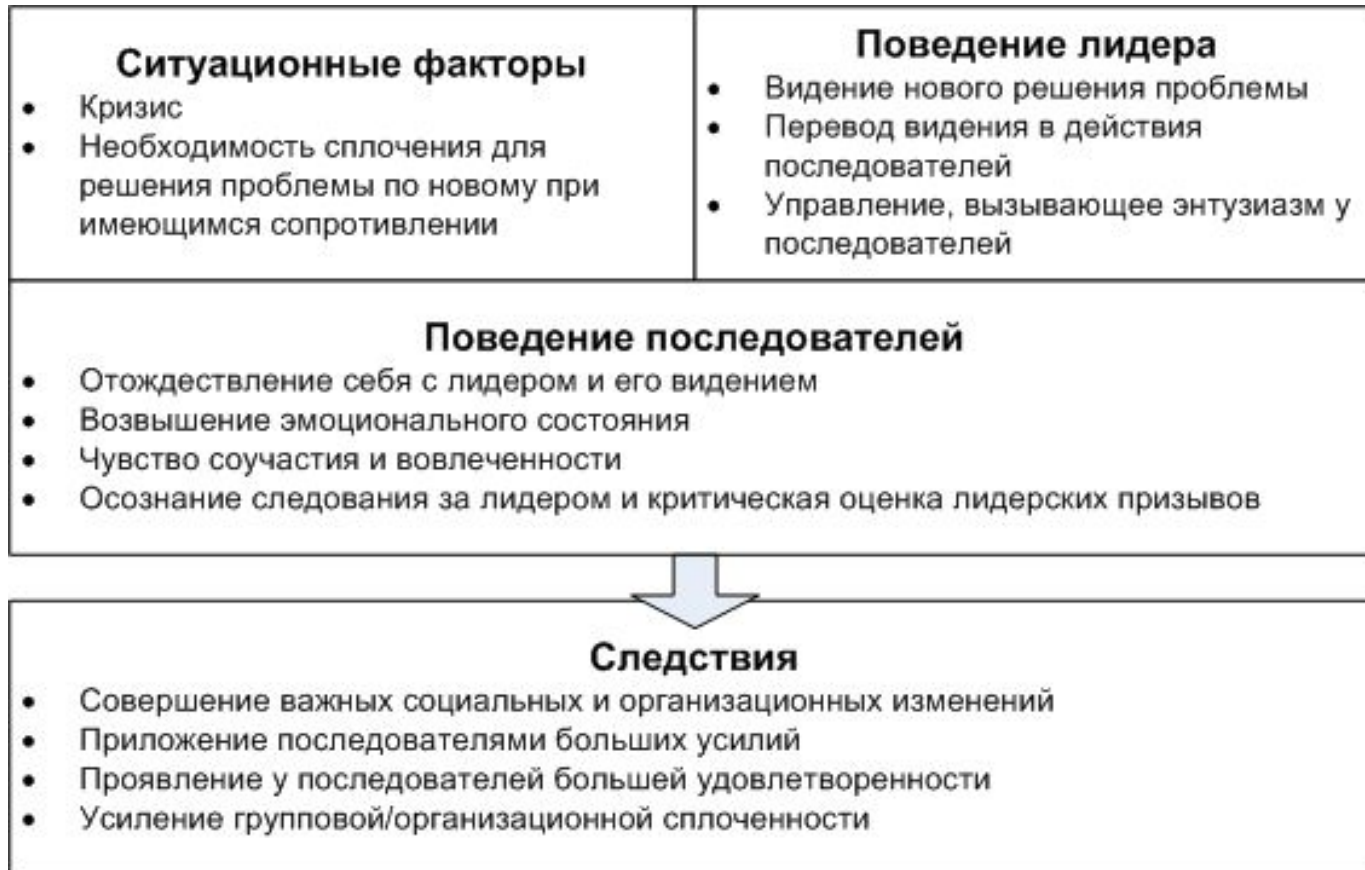 Ситуационные факторы
• Кризис
• Необходимость сплочения для
решения проблемы по новому при
имеющимся сопротивлении
Поведение лидера
• Видение нового решения проблемы
• Перевод видения в действия
последователей
• Управление, вызывающее энтузиазм у
последователей
Поведение последователей
• Отождествление себя с лидером и его видением
• Возвышение эмоционального состояния
• Чувство соучастия и вовлеченности
• Осознание следования за лидером и критическая оценка лидерских призывов
Следствия
• Совершение важных социальных и организационных изменений
• Приложение последователями больших усилий
• Проявление у последователей большей удовлетворенности
• Усиление групповой/организационной сплоченности